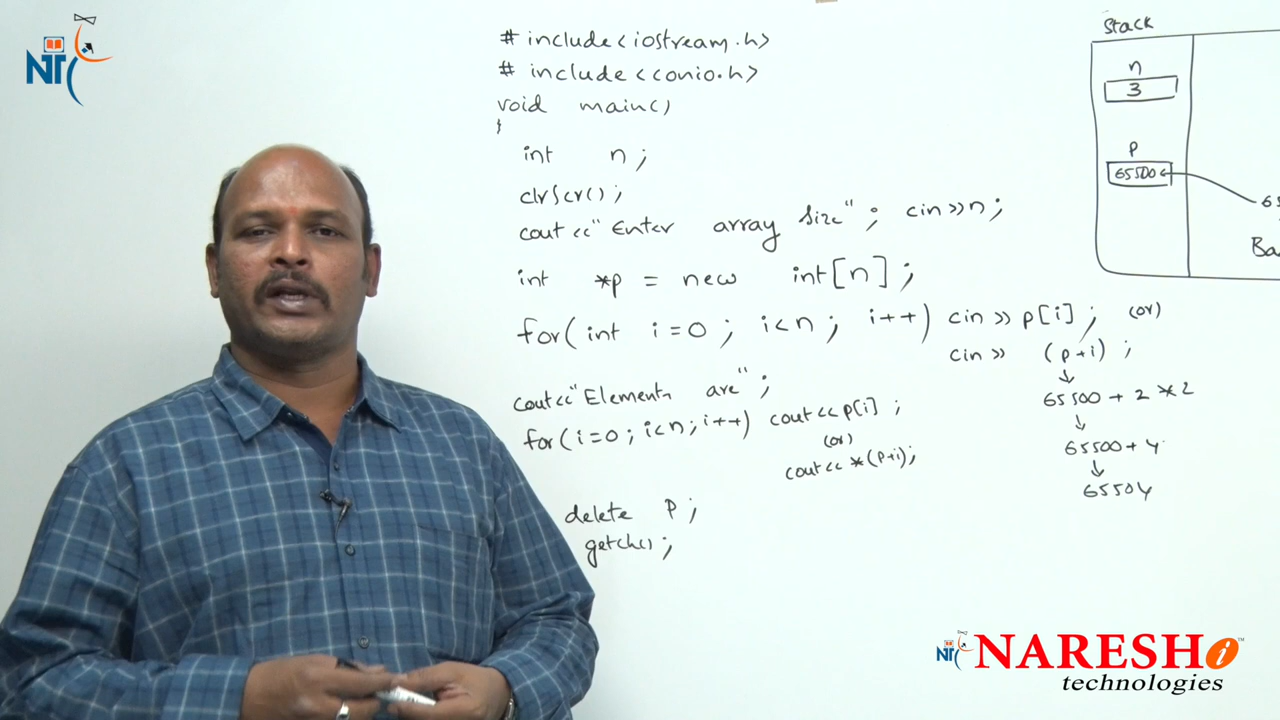 NT
# include<iostream.h>
# include<conio.h>
void main()
{
int n;
clrscr();
cout<<"Enter array size"; cin>>n;
int *p = new int[n];
for(int i=0; i<n; i++) cin>> p[i]; (or)
cin>> (p+i);
65500+2*2
65500+4
65504
cout<<"Elements are";
for(i=0;i<n;i++) cout<<p[i];
(or)
cout<<*(p+i);
delete p;
getch();
Stack
n
3
p
65500
NARESH i ™
technologies